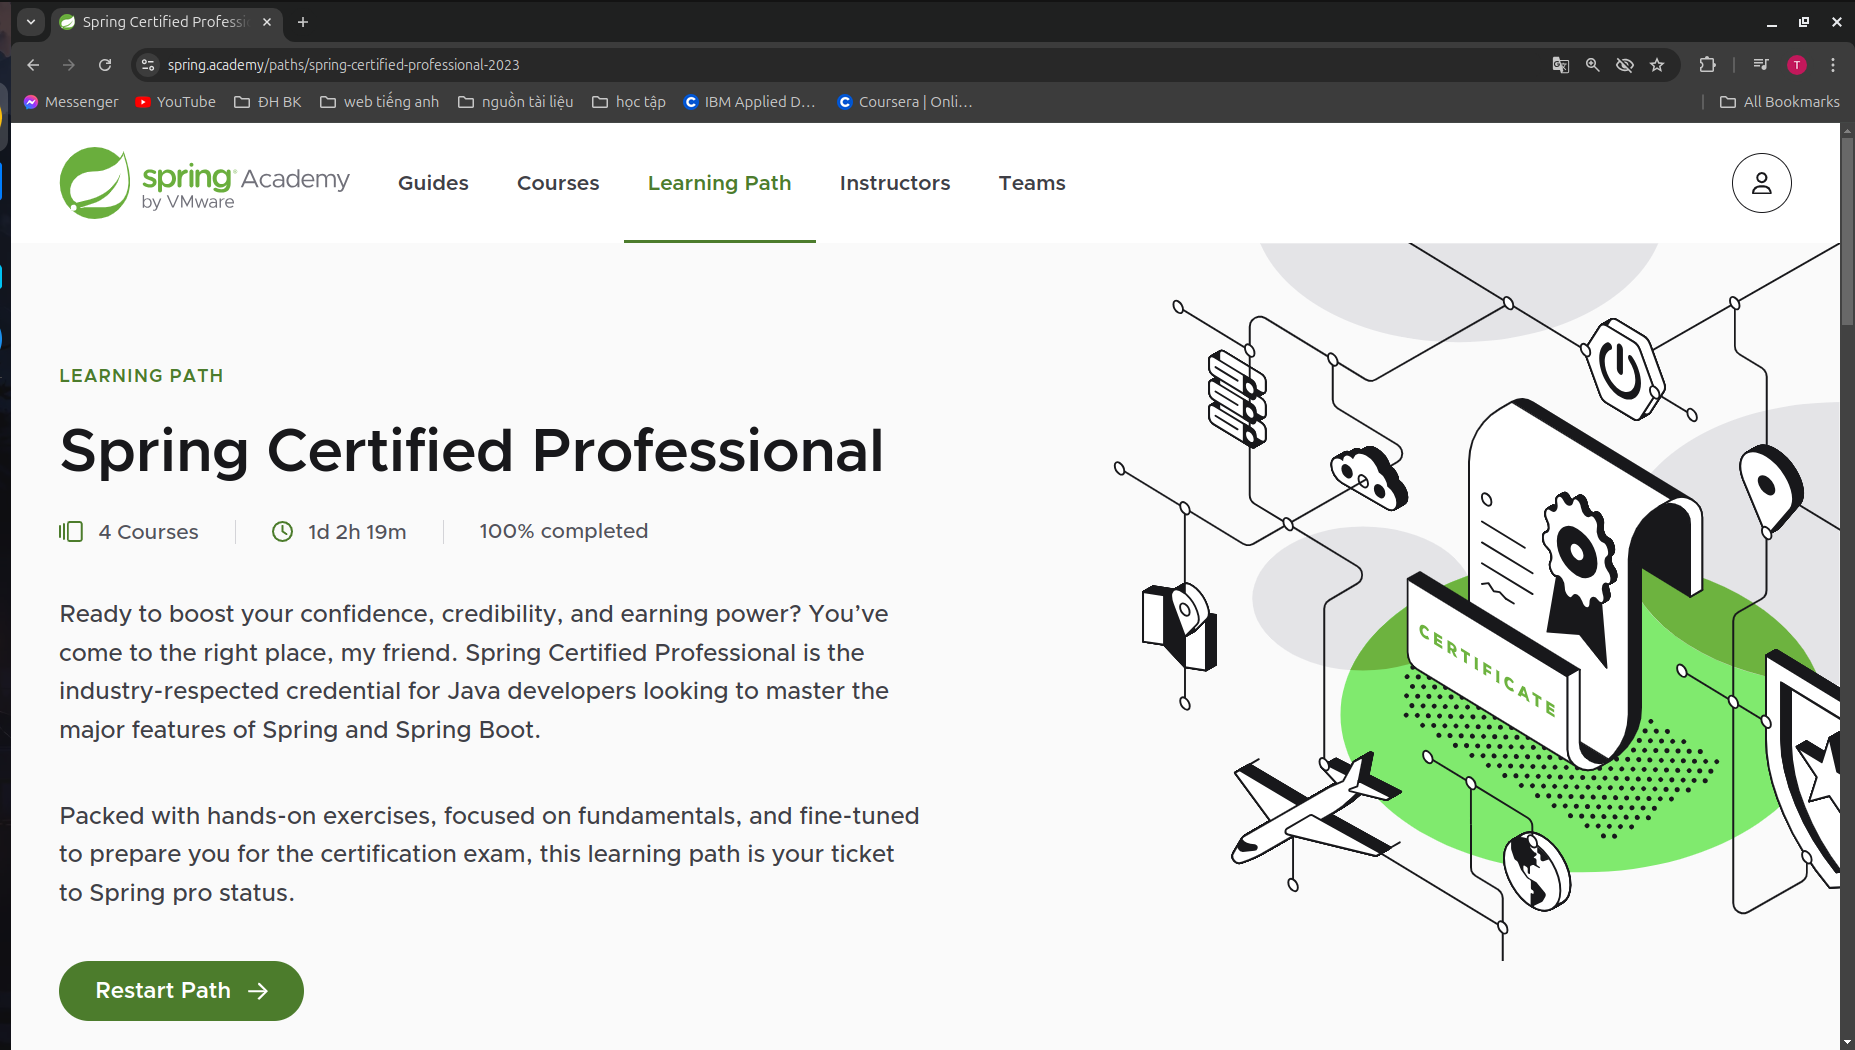 Spring Certified Professi
spring.academy/paths/spring-certified-professional-2023
T
Messenger
YouTube
ĐH BK
web tiếng anh
nguồn tài liệu
học tập
IBM Applied D...
Coursera | Onli...
All Bookmarks
spring Academy
by VMware
Guides
Courses
Learning Path
Instructors
Teams
LEARNING PATH
Spring Certified Professional
4 Courses
1d 2h 19m
100% completed
Ready to boost your confidence, credibility, and earning power? You’ve
come to the right place, my friend. Spring Certified Professional is the
industry-respected credential for Java developers looking to master the
major features of Spring and Spring Boot.
Packed with hands-on exercises, focused on fundamentals, and fine-tuned
to prepare you for the certification exam, this learning path is your ticket
to Spring pro status.
Restart Path
CERTIFICATE